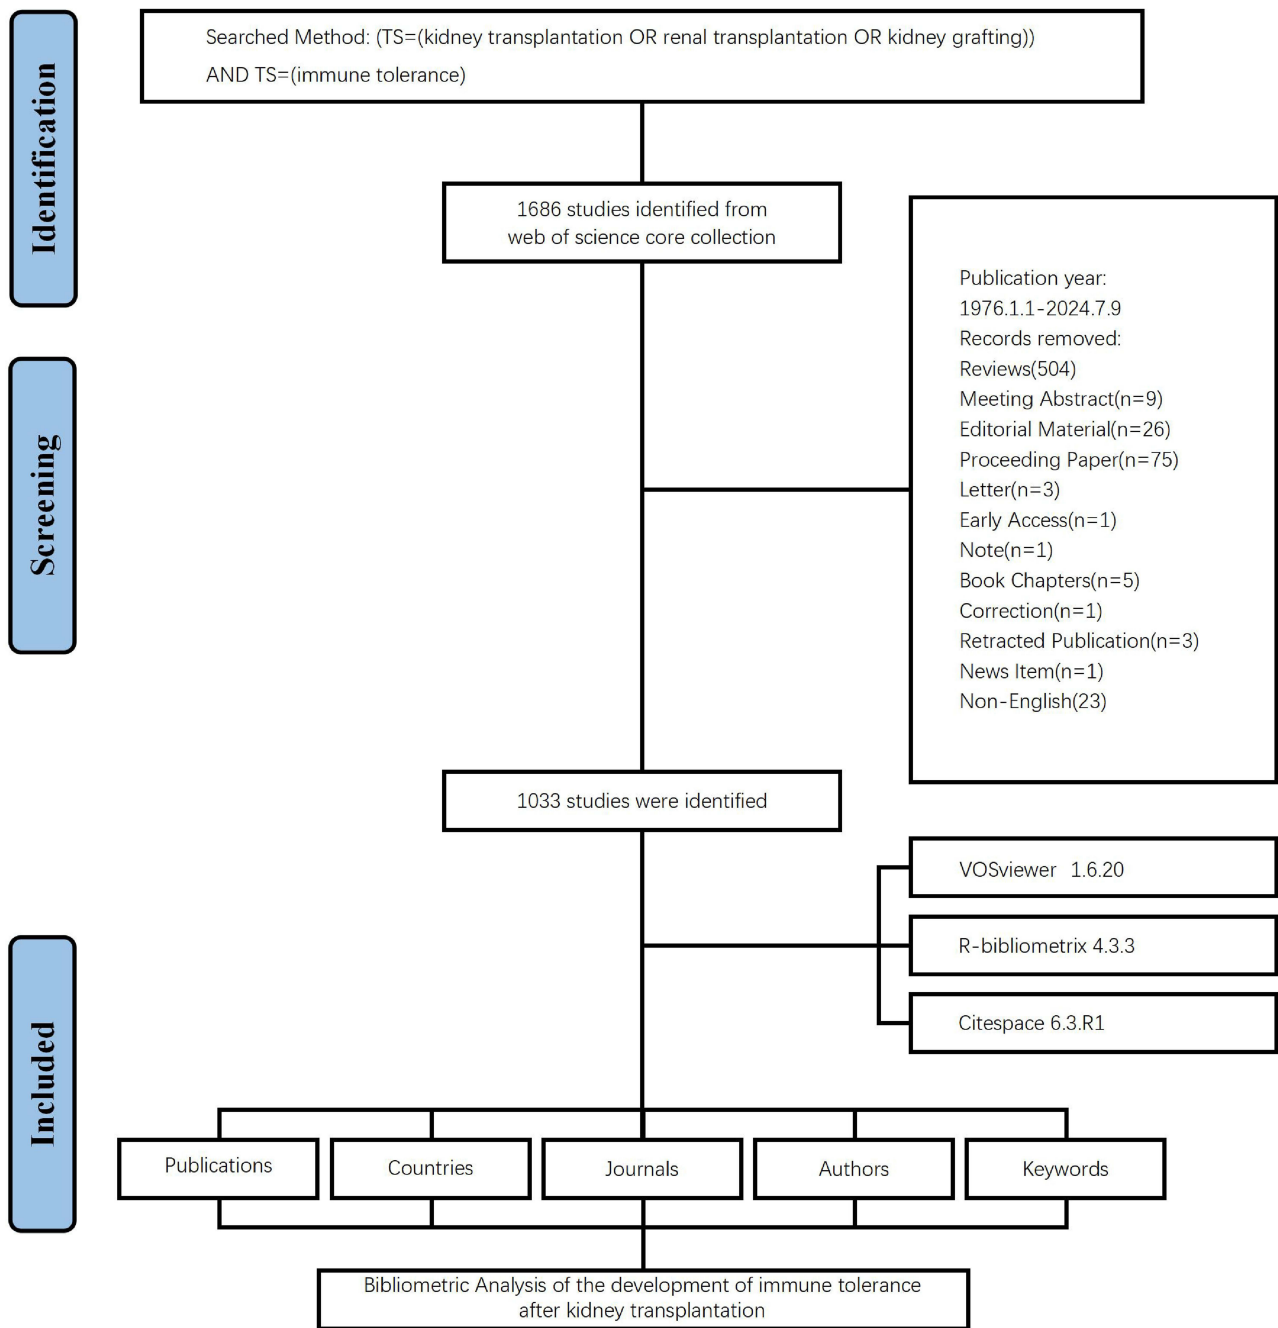 Identification
Searched Method: (TS=(kidney transplantation OR renal transplantation OR kidney grafting))
AND TS=(immune tolerance)
1686 studies identified from
web of science core collection
Screening
Publication year:
1976.1.1-2024.7.9
Records removed:
Reviews(504)
Meeting Abstract(n=9)
Editorial Material(n=26)
Proceeding Paper(n=75)
Letter(n=3)
Early Access(n=1)
Note(n=1)
Book Chapters(n=5)
Correction(n=1)
Retracted Publication(n=3)
News Item(n=1)
Non-English(23)
1033 studies were identified
VOSviewer 1.6.20
R-bibliometrix 4.3.3
Citespace 6.3.R1
Included
Publications
Countries
Journals
Authors
Keywords
Bibliometric Analysis of the development of immune tolerance
after kidney transplantation